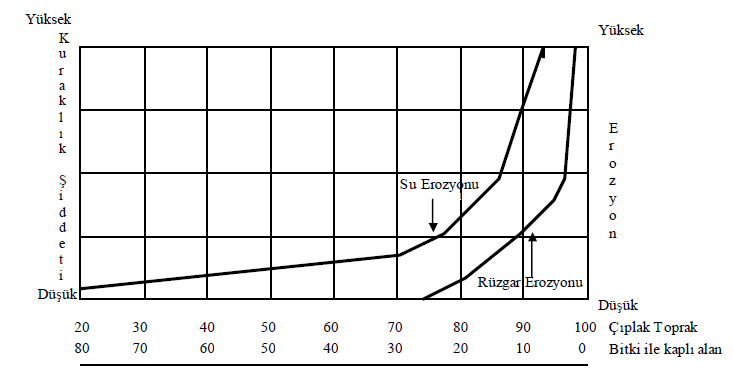 Yüksek
Yüksek
Kuraklık Şiddeti
Erozyon
Su Erozyonu
Rüzgar Erozyonu
Düşük
Düşük
20 30 40 50 60 70 80 90 100 Çıplak Toprak
80 70 60 50 40 30 20 10 0 Bitki ile kaplı alan